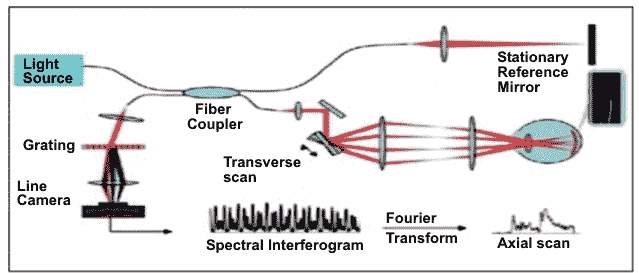 Light
Source
Fiber
Coupler
Stationary
Reference
Mirror
Grating
Transverse
scan
Line
Camera
Spectral Interferogram
Fourier
Transform
Axial scan